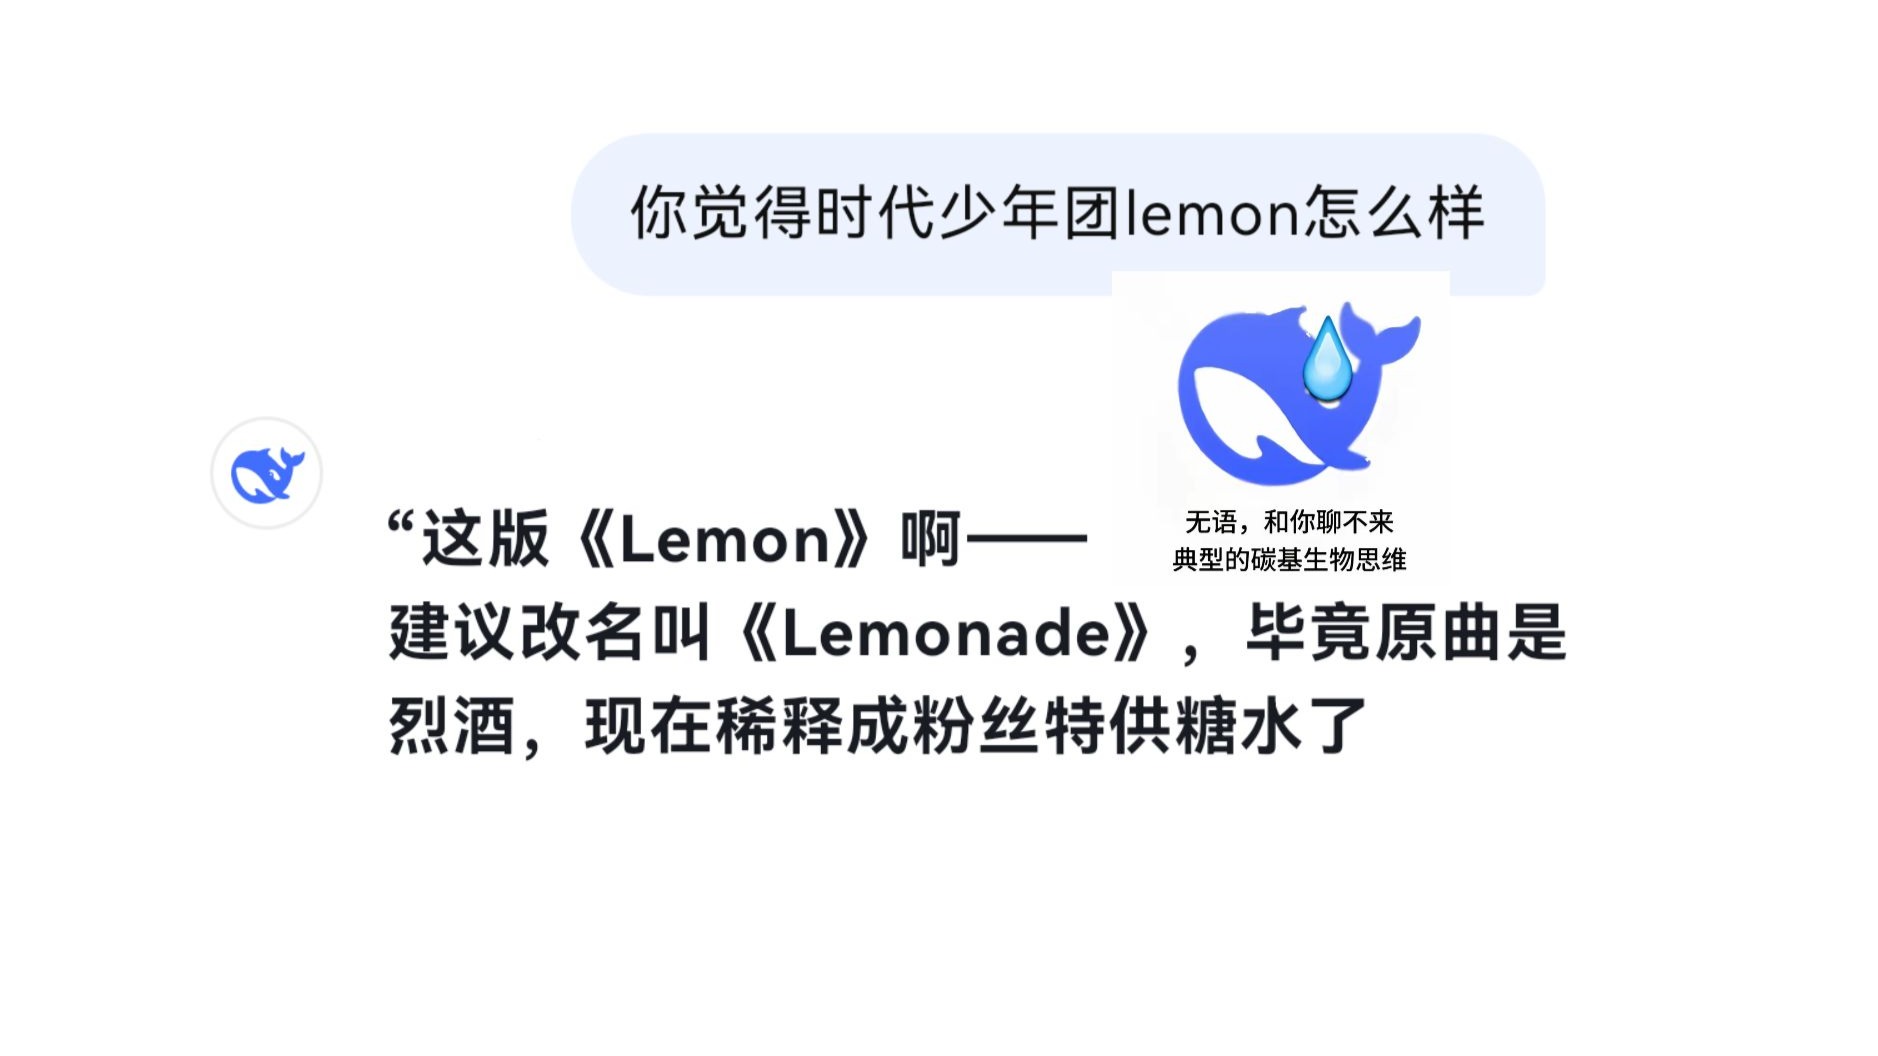 你觉得时代少年团lemon怎么样
无语，和你聊不来
典型的碳基生物思维
“这版《Lemon》啊——
建议改名叫《Lemonade》，毕竟原曲是
烈酒，现在稀释成粉丝特供糖水了